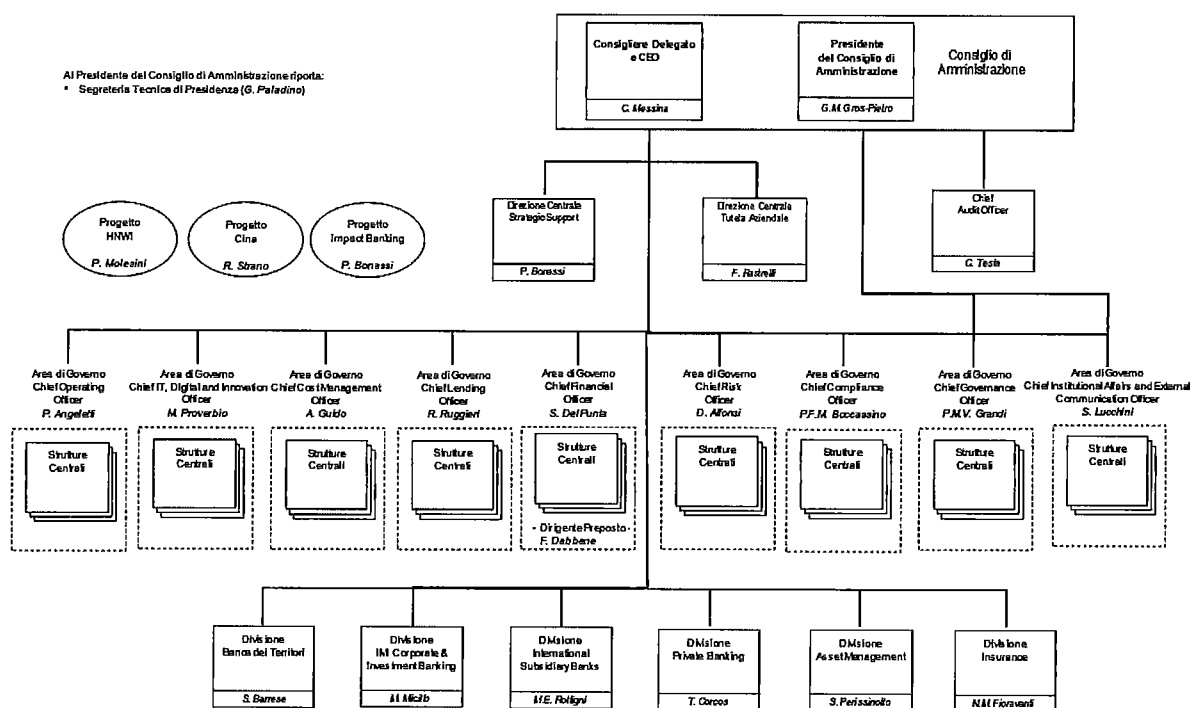 Consigliere Delegato
e CEO
C. Messina
Presidente
del Consiglio di
Amministrazione
G.M. Gros-Pietro
Consiglio di
Amministrazione
Al Presidente del Consiglio di Amministrazione riporta:
• Segreteria Tecnica di Presidenza (G. Paladino)
Progetto
HNWI
P. Molesini
Progetto
Cina
R. Strano
Progetto
Impact Banking
P. Bonassi
Direzione Centrale
Strategic Support
P. Bonassi
Direzione Centrale
Tutela Aziendale
F. Rastrelli
Chief
Audit Officer
G. Testa
Area di Governo
Chief Operating
Officer
P. Angeletti
Area di Governo
Chief IT, Digital and Innovation
Officer
M. Proverbio
Area di Governo
Chief Cost Management
Officer
A. Guido
Area di Governo
Chief Lending
Officer
R. Ruggieri
Area di Governo
Chief Financial
Officer
S. Del Punta
Area di Governo
Chief Risk
Officer
D. Alfonsi
Area di Governo
Chief Compliance
Officer
P.F.M. Boccassino
Area di Governo
Chief Governance
Officer
P.M.V. Grandi
Area di Governo
Chief Institutional Affairs and External
Communication Officer
S. Lucchini
Strutture
Centrali
Strutture
Centrali
Strutture
Centrali
Strutture
Centrali
Strutture
Centrali
- Dirigente Preposto -
F. Dabbene
Strutture
Centrali
Strutture
Centrali
Strutture
Centrali
Strutture
Centrali
Divisione
Banca dei Territori
S. Barrese
Divisione
IMI Corporate &
Investment Banking
M. Micillo
Divisione
International
Subsidiary Banks
M.E. Rottigni
Divisione
Private Banking
T. Corcos
Divisione
Asset Management
S. Perissinotto
Divisione
Insurance
N.M. Fioravanti